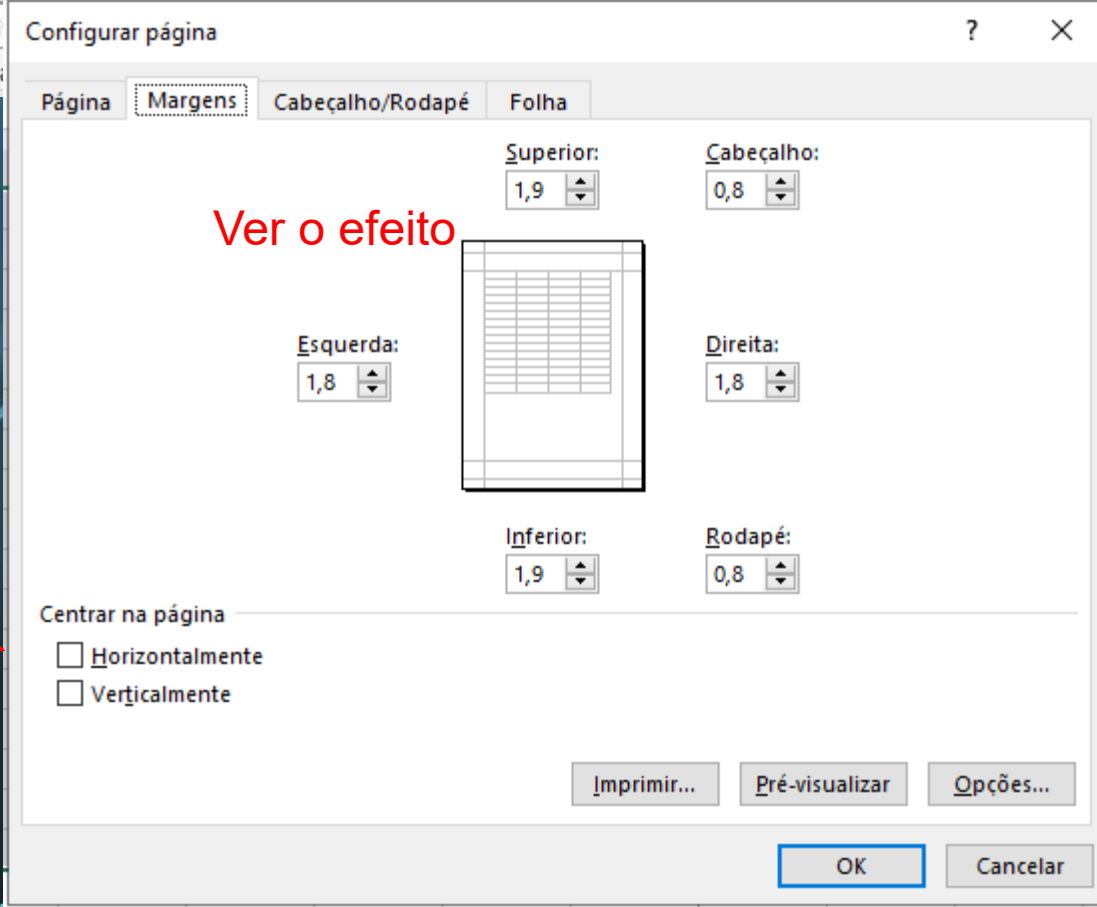 Configurar página
Página Margens Cabeçalho/Rodapé Folha
Superior: Cabeçalho:
1,9 0,8
Ver o efeito
Esquerda: Direita:
1,8 1,8
Inferior: Rodapé:
1,9 0,8
Centrar na página
Horizontalmente
Verticalmente
Imprimir... Pré-visualizar Opções...
OK Cancelar